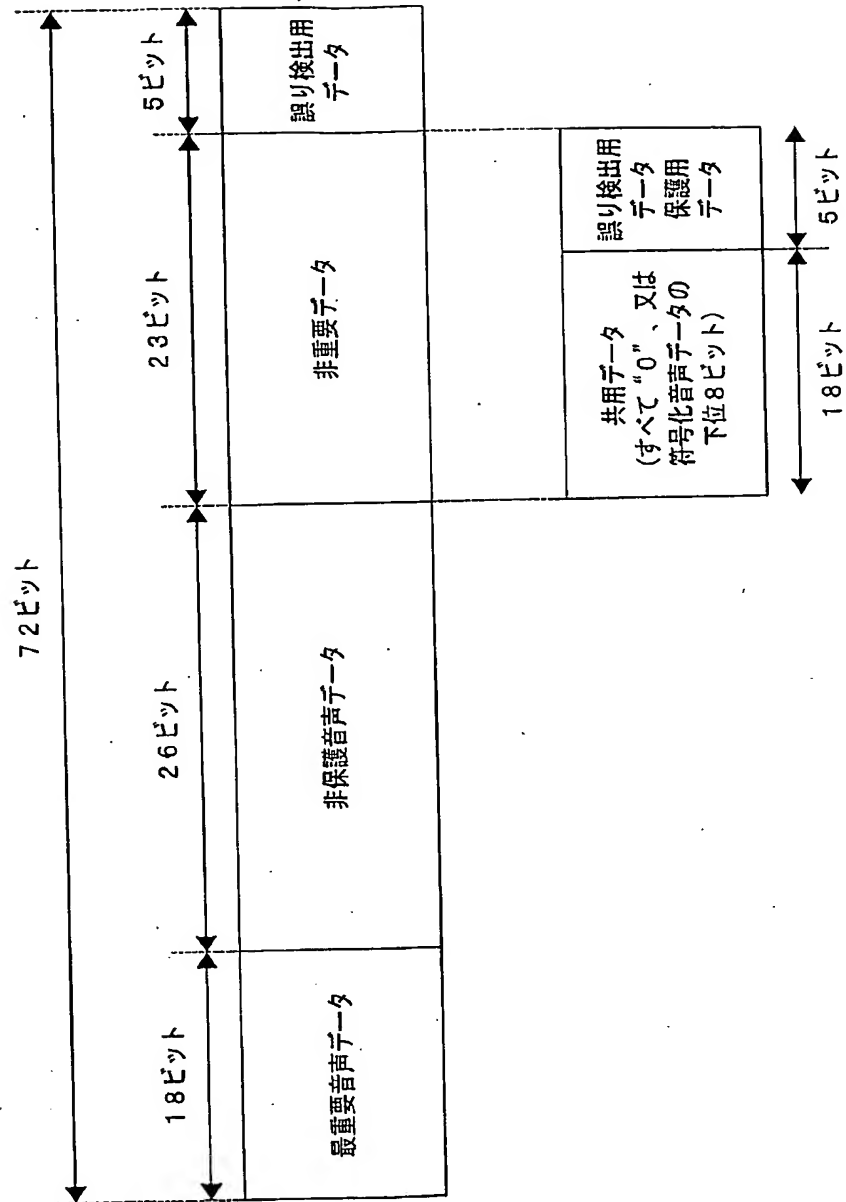 72ビット
18ビット
26ビット
23ビット
5ビット
最重要音声データ
非保護音声データ
非重要データ
誤り検出用
データ
共用データ
(すべて“0”、又は
符号化音声データの
下位8ビット)
誤り検出用
データ
保護用
データ
18ビット
5ビット